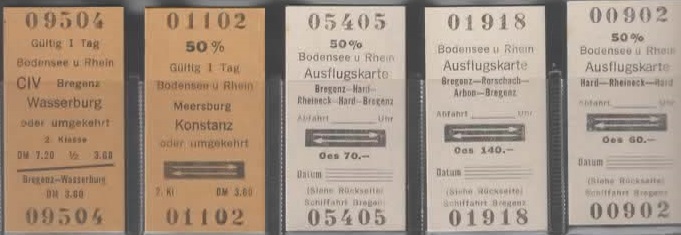 09504
Gültig 1 Tag
Bodensee u Rhein
CIV Bregenz
Wasserburg
oder umgekehrt
2. Klasse
DM 7.20 ½ 3.60
Bregenz—Wasserburg
DM 3.60
09504
01102
50%
Gültig 1 Tag
Bodensee u Rhein
Meersburg
Konstanz
oder umgekehrt
2. Kl DM 3.60
01102
05405
50%
Bodensee u Rhein
Ausflugskarte
Bregenz—Hard—
Rheineck—Hard—Bregenz
Abfahrt Uhr
Oes 70.—
Datum
(Siehe Rückseite)
Schiffahrt Bregenz
05405
01918
50%
Bodensee u Rhein
Ausflugskarte
Bregenz—Rorschach—
Arbon—Bregenz
Abfahrt Uhr
Oes 140.—
Datum
(Siehe Rückseite)
Schiffahrt Bregenz
01918
00902
50%
Bodensee u Rhein
Ausflugskarte
Hard—Rheineck—Hard
Abfahrt Uhr
Oes 60.—
Datum
(Siehe Rückseite)
Schiffahrt Bregenz
00902